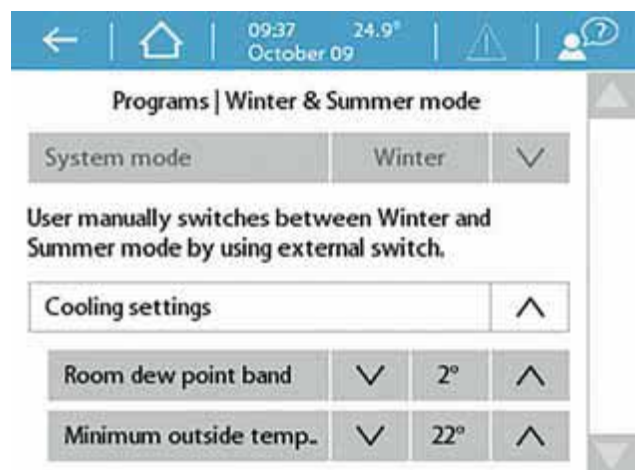 09:37 24.9°
October 09
Programs | Winter & Summer mode
System mode Winter
User manually switches between Winter and
Summer mode by using external switch.
Cooling settings
Room dew point band 2°
Minimum outside temp.. 22°